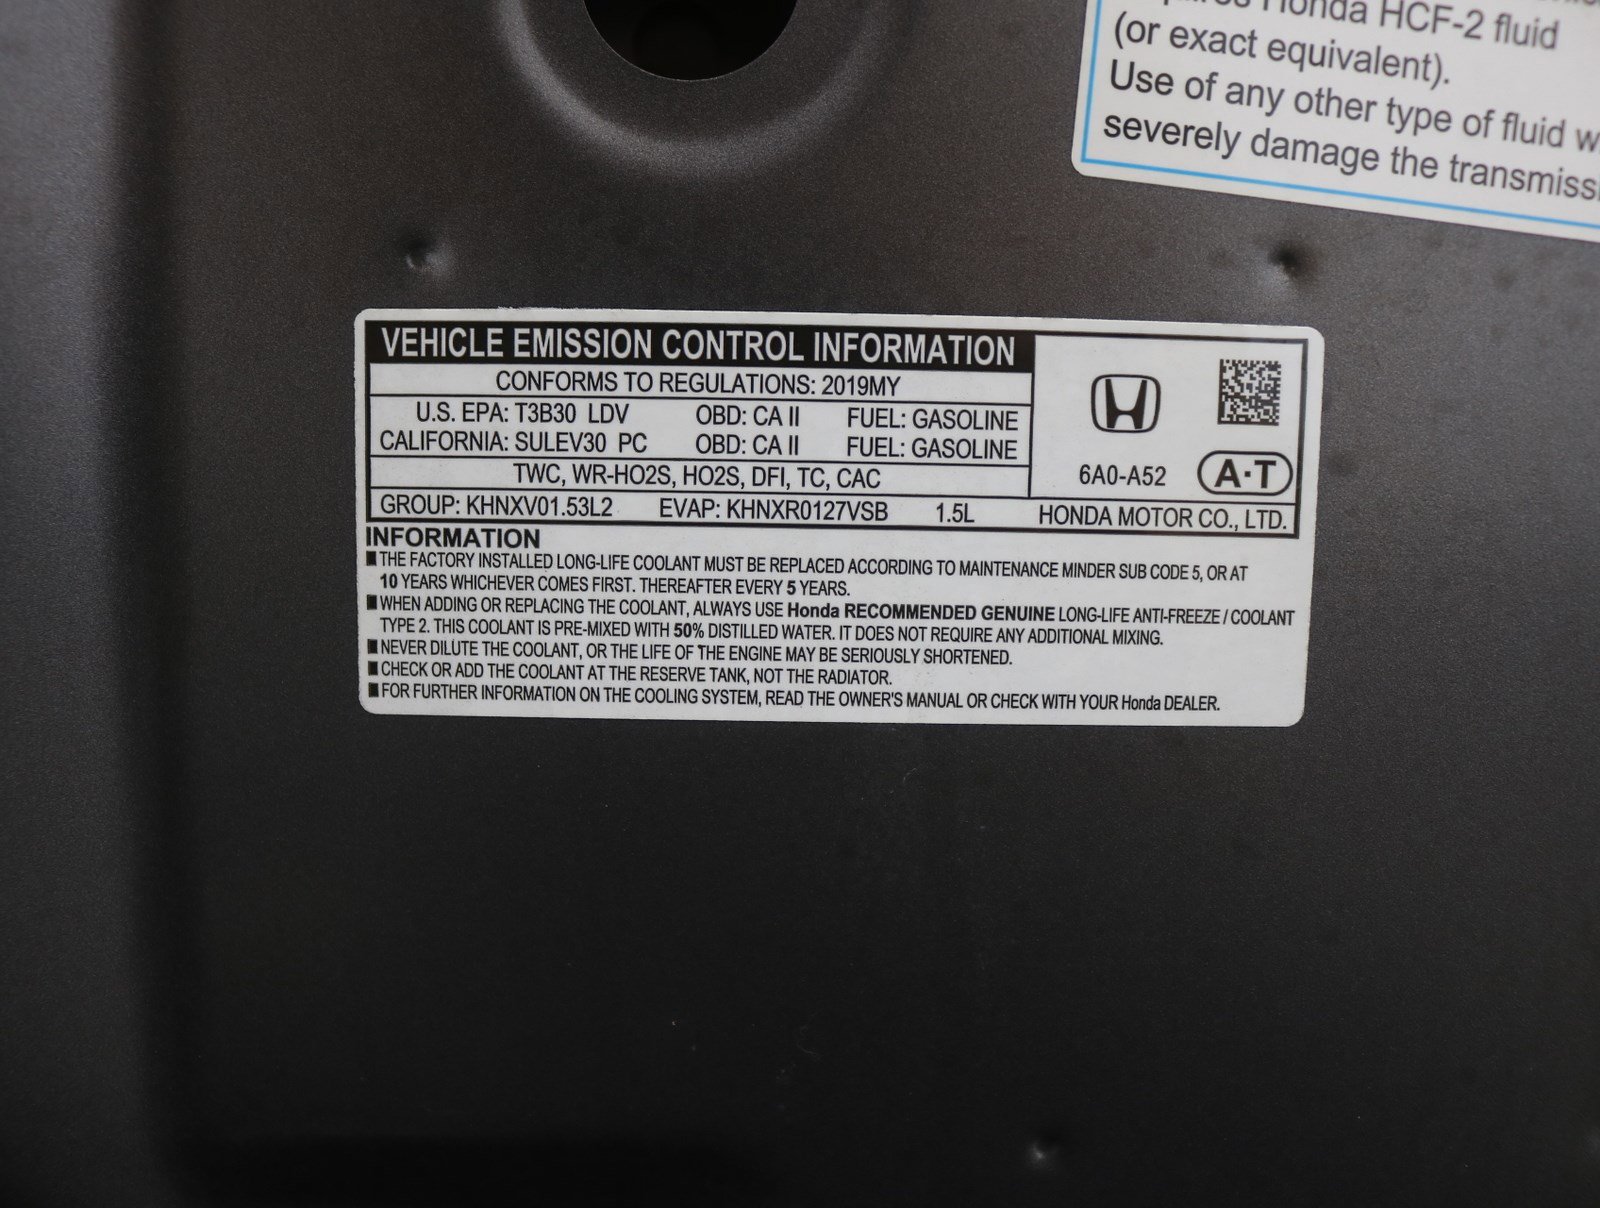 Honda HCF-2 fluid
(or exact equivalent).
Use of any other type of fluid
severely damage the
VEHICLE EMISSION CONTROL INFORMATION
CONFORMS TO REGULATIONS: 2019MY
U.S. EPA: T3B30 LDV OBD: CA II FUEL: GASOLINE
CALIFORNIA: SULEV30 PC OBD: CA II FUEL: GASOLINE
TWC, WR-HO2S, HO2S, DFI, TC, CAC
6A0-A52 A·T
GROUP: KHNXV01.53L2 EVAP: KHNXR0127VSB 1.5L HONDA MOTOR CO., LTD.
INFORMATION
■THE FACTORY INSTALLED LONG-LIFE COOLANT MUST BE REPLACED ACCORDING TO MAINTENANCE MINDER SUB CODE 5, OR AT
10 YEARS WHICHEVER COMES FIRST. THEREAFTER EVERY 5 YEARS.
■WHEN ADDING OR REPLACING THE COOLANT, ALWAYS USE Honda RECOMMENDED GENUINE LONG-LIFE ANTI-FREEZE / COOLANT
TYPE 2. THIS COOLANT IS PRE-MIXED WITH 50% DISTILLED WATER. IT DOES NOT REQUIRE ANY ADDITIONAL MIXING.
■NEVER DILUTE THE COOLANT, OR THE LIFE OF THE ENGINE MAY BE SERIOUSLY SHORTENED.
■CHECK OR ADD THE COOLANT AT THE RESERVE TANK, NOT THE RADIATOR.
■FOR FURTHER INFORMATION ON THE COOLING SYSTEM, READ THE OWNER'S MANUAL OR CHECK WITH YOUR Honda DEALER.